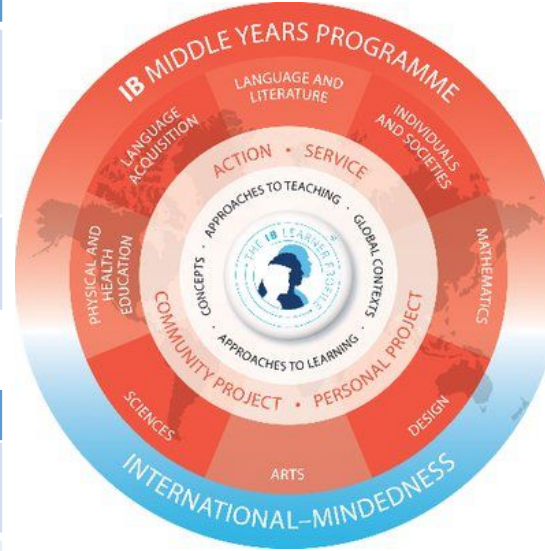 IB MIDDLE YEARS PROGRAMME
LANGUAGE AND
LITERATURE
INDIVIDUALS
AND SOCIETIES
MATHEMATICS
DESIGN
ARTS
SCIENCES
PHYSICAL AND
HEALTH
EDUCATION
LANGUAGE
ACQUISITION
ACTION • SERVICE
PERSONAL PROJECT
•
COMMUNITY PROJECT
APPROACHES TO TEACHING ·
GLOBAL CONTEXTS ·
APPROACHES TO LEARNING ·
CONCEPTS ·
THE IB LEARNER PROFILE
INTERNATIONAL–MINDEDNESS